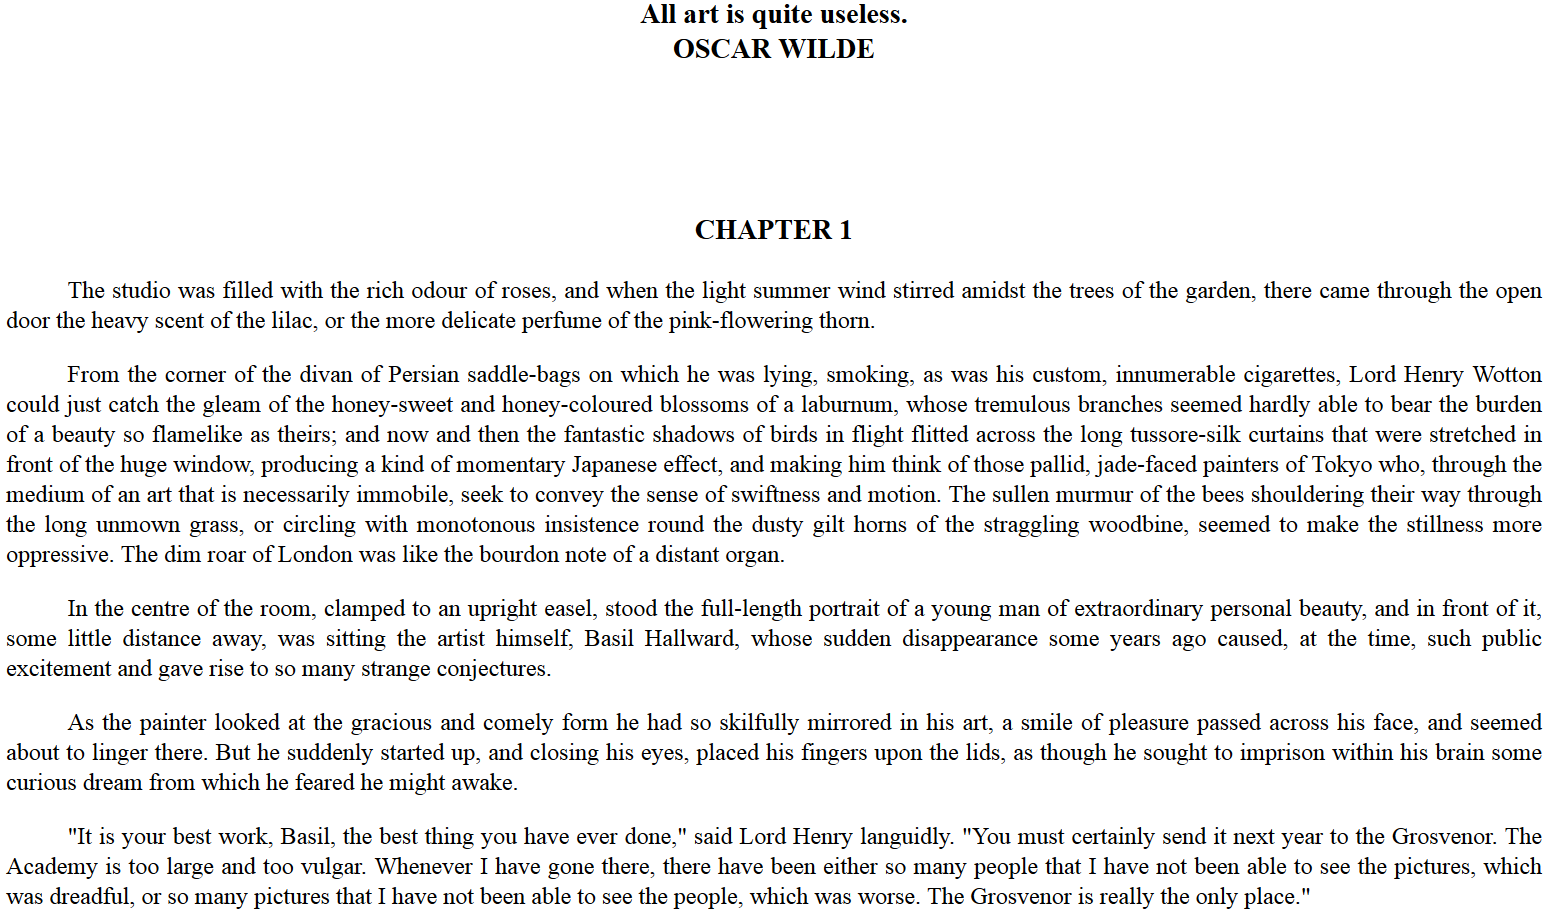 All art is quite useless.
OSCAR WILDE
CHAPTER 1
The studio was filled with the rich odour of roses, and when the light summer wind stirred amidst the trees of the garden, there came through the open
door the heavy scent of the lilac, or the more delicate perfume of the pink-flowering thorn.
From the corner of the divan of Persian saddle-bags on which he was lying, smoking, as was his custom, innumerable cigarettes, Lord Henry Wotton
could just catch the gleam of the honey-sweet and honey-coloured blossoms of a laburnum, whose tremulous branches seemed hardly able to bear the burden
of a beauty so flamelike as theirs; and now and then the fantastic shadows of birds in flight flitted across the long tussore-silk curtains that were stretched in
front of the huge window, producing a kind of momentary Japanese effect, and making him think of those pallid, jade-faced painters of Tokyo who, through the
medium of an art that is necessarily immobile, seek to convey the sense of swiftness and motion. The sullen murmur of the bees shouldering their way through
the long unmown grass, or circling with monotonous insistence round the dusty gilt horns of the straggling woodbine, seemed to make the stillness more
oppressive. The dim roar of London was like the bourdon note of a distant organ.
In the centre of the room, clamped to an upright easel, stood the full-length portrait of a young man of extraordinary personal beauty, and in front of it,
some little distance away, was sitting the artist himself, Basil Hallward, whose sudden disappearance some years ago caused, at the time, such public
excitement and gave rise to so many strange conjectures.
As the painter looked at the gracious and comely form he had so skilfully mirrored in his art, a smile of pleasure passed across his face, and seemed
about to linger there. But he suddenly started up, and closing his eyes, placed his fingers upon the lids, as though he sought to imprison within his brain some
curious dream from which he feared he might awake.
"It is your best work, Basil, the best thing you have ever done," said Lord Henry languidly. "You must certainly send it next year to the Grosvenor. The
Academy is too large and too vulgar. Whenever I have gone there, there have been either so many people that I have not been able to see the pictures, which
was dreadful, or so many pictures that I have not been able to see the people, which was worse. The Grosvenor is really the only place."